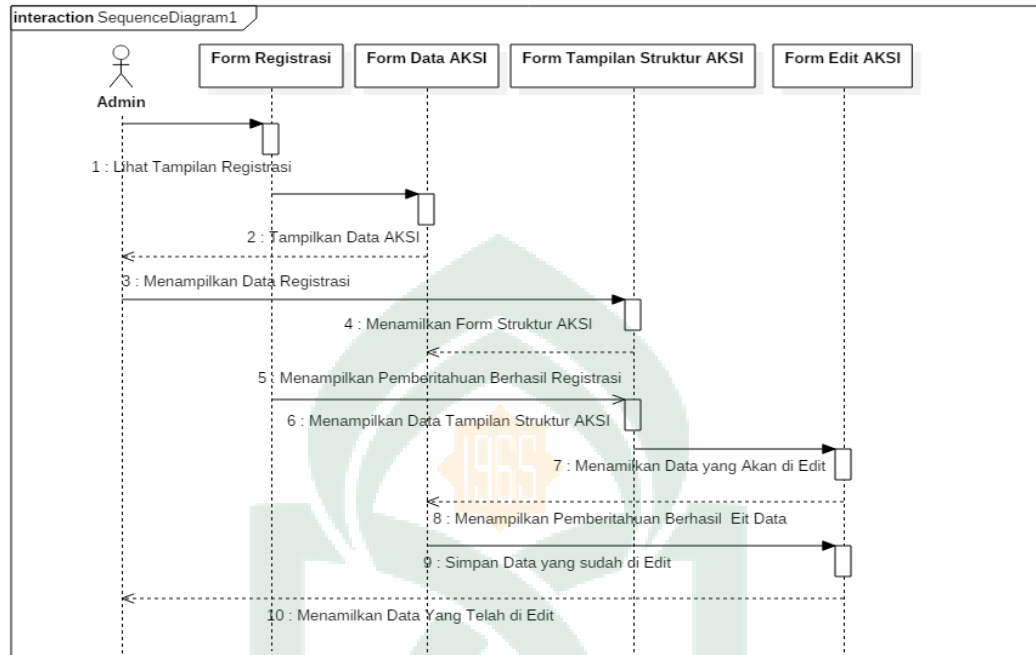 interaction SequenceDiagram1
Admin
Form Registrasi
Form Data AKSI
Form Tampilan Struktur AKSI
Form Edit AKSI
1 : Lihat Tampilan Registrasi
2 : Tampilkan Data AKSI
3 : Menampilkan Data Registrasi
4 : Menamilkan Form Struktur AKSI
5 : Menampilkan Pemberitahuan Berhasil Registrasi
6 : Menampilkan Data Tampilan Struktur AKSI
7 : Menamilkan Data yang Akan di Edit
8 : Menampilkan Pemberitahuan Berhasil Eit Data
9 : Simpan Data yang sudah di Edit
10 : Menamilkan Data Yang Telah di Edit
1965